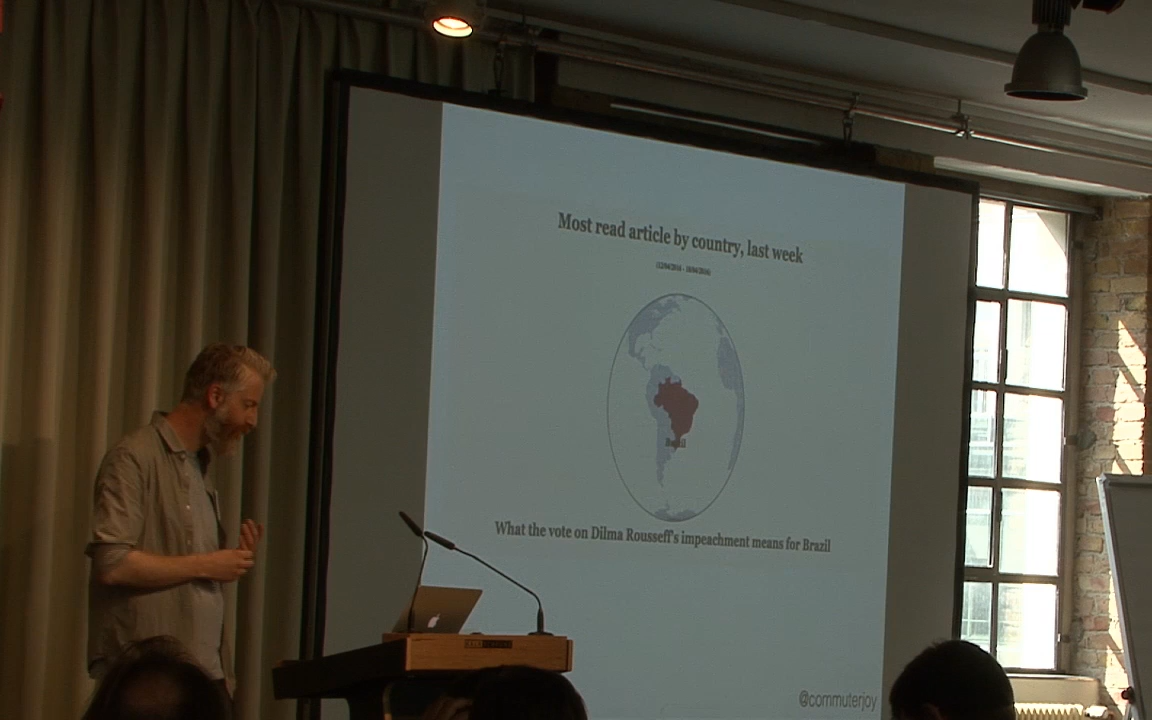 Most read article by country, last week
Brazil
What the vote on Dilma Rousseff's impeachment means for Brazil
@commuterjoy